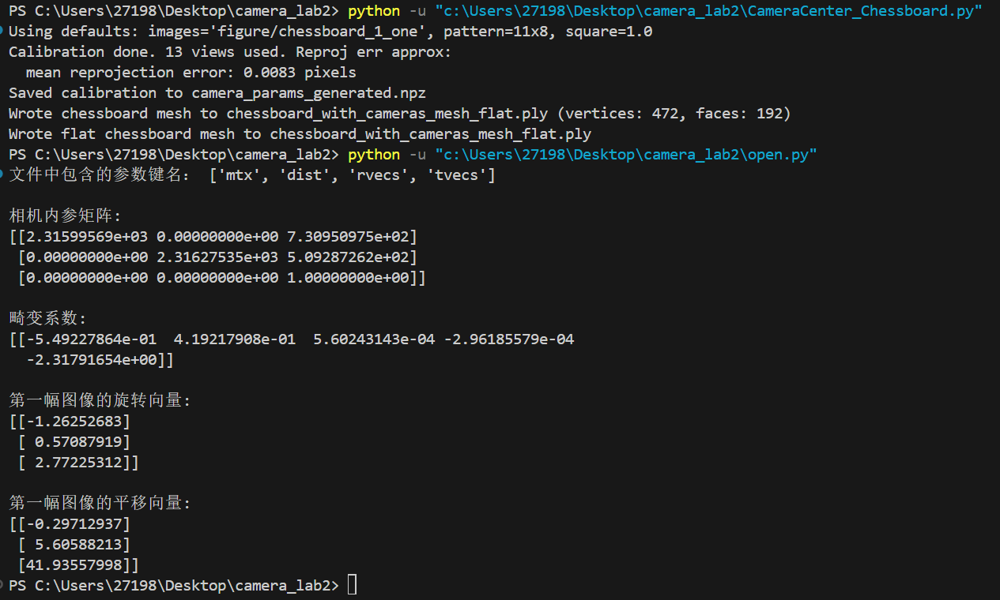 PS C:\Users\27198\Desktop\camera_lab2> python -u "c:\Users\27198\Desktop\camera_lab2\CameraCenter_Chessboard.py"
Using defaults: images='figure/chessboard_1_one', pattern=11x8, square=1.0
Calibration done. 13 views used. Reproj err approx:
  mean reprojection error: 0.0083 pixels
Saved calibration to camera_params_generated.npz
Wrote chessboard mesh to chessboard_with_cameras_mesh_flat.ply (vertices: 472, faces: 192)
Wrote flat chessboard mesh to chessboard_with_cameras_mesh_flat.ply
PS C:\Users\27198\Desktop\camera_lab2> python -u "c:\Users\27198\Desktop\camera_lab2\open.py"
文件中包含的参数键名： ['mtx', 'dist', 'rvecs', 'tvecs']
相机内参矩阵:
[[2.31599569e+03 0.00000000e+00 7.30950975e+02]
 [0.00000000e+00 2.31627535e+03 5.09287262e+02]
 [0.00000000e+00 0.00000000e+00 1.00000000e+00]]
畸变系数:
[[-5.49227864e-01  4.19217908e-01  5.60243143e-04 -2.96185579e-04
  -2.31791654e+00]]
第一幅图像的旋转向量:
[[-1.26252683]
 [ 0.57087919]
 [ 2.77225312]]
第一幅图像的平移向量:
[[-0.29712937]
 [ 5.60588213]
 [41.93557998]]
PS C:\Users\27198\Desktop\camera_lab2>